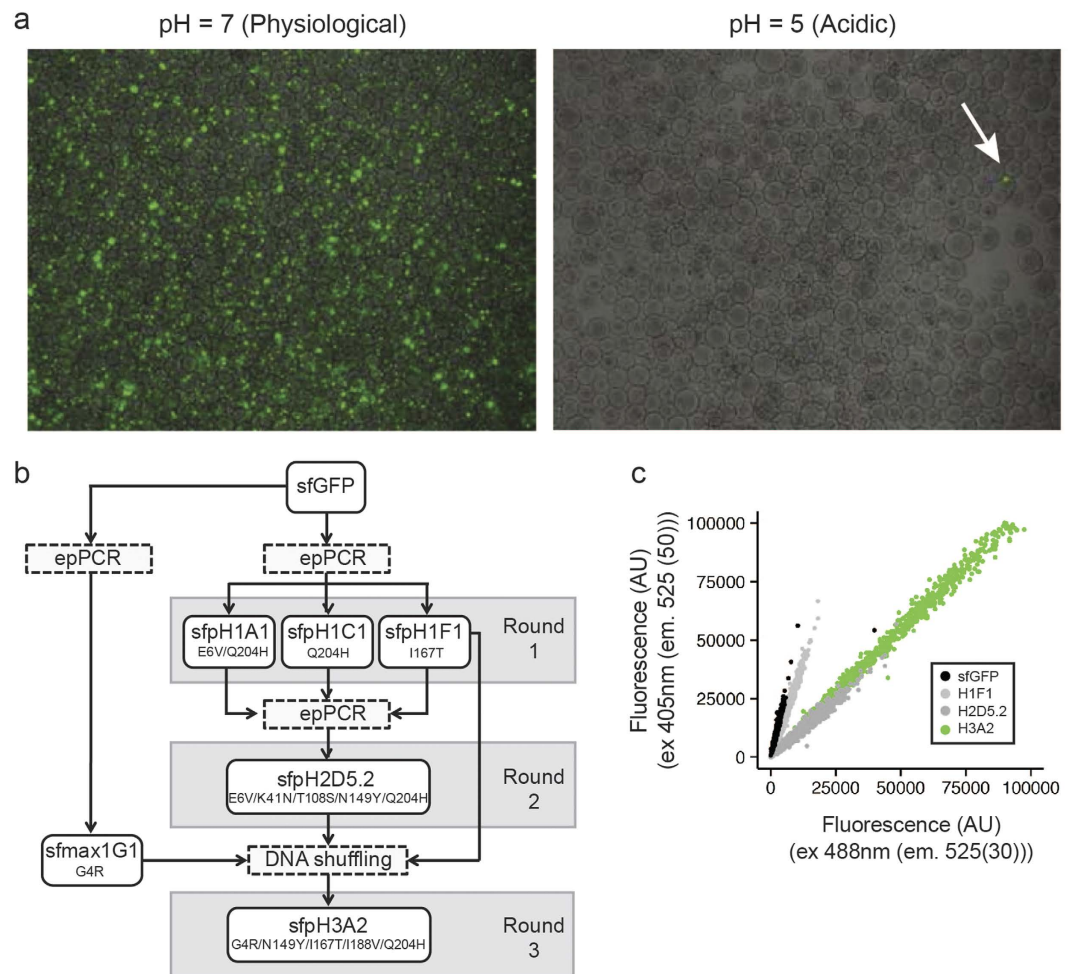 a
pH = 7 (Physiological)
pH = 5 (Acidic)
b
sfGFP
epPCR
epPCR
sfpH1A1
E6V/Q204H
sfpH1C1
Q204H
sfpH1F1
I167T
Round
1
epPCR
sfpH2D5.2
E6V/K41N/T108S/N149Y/Q204H
Round
2
sfmax1G1
G4R
DNA shuffling
sfpH3A2
G4R/N149Y/I167T/I188V/Q204H
Round
3
c
Fluorescence (AU)
(ex 405nm (em. 525 (50)))
100000
75000
50000
25000
0
sfGFP
H1F1
H2D5.2
H3A2
0
25000
50000
75000
100000
Fluorescence (AU)
(ex 488nm (em. 525(30)))